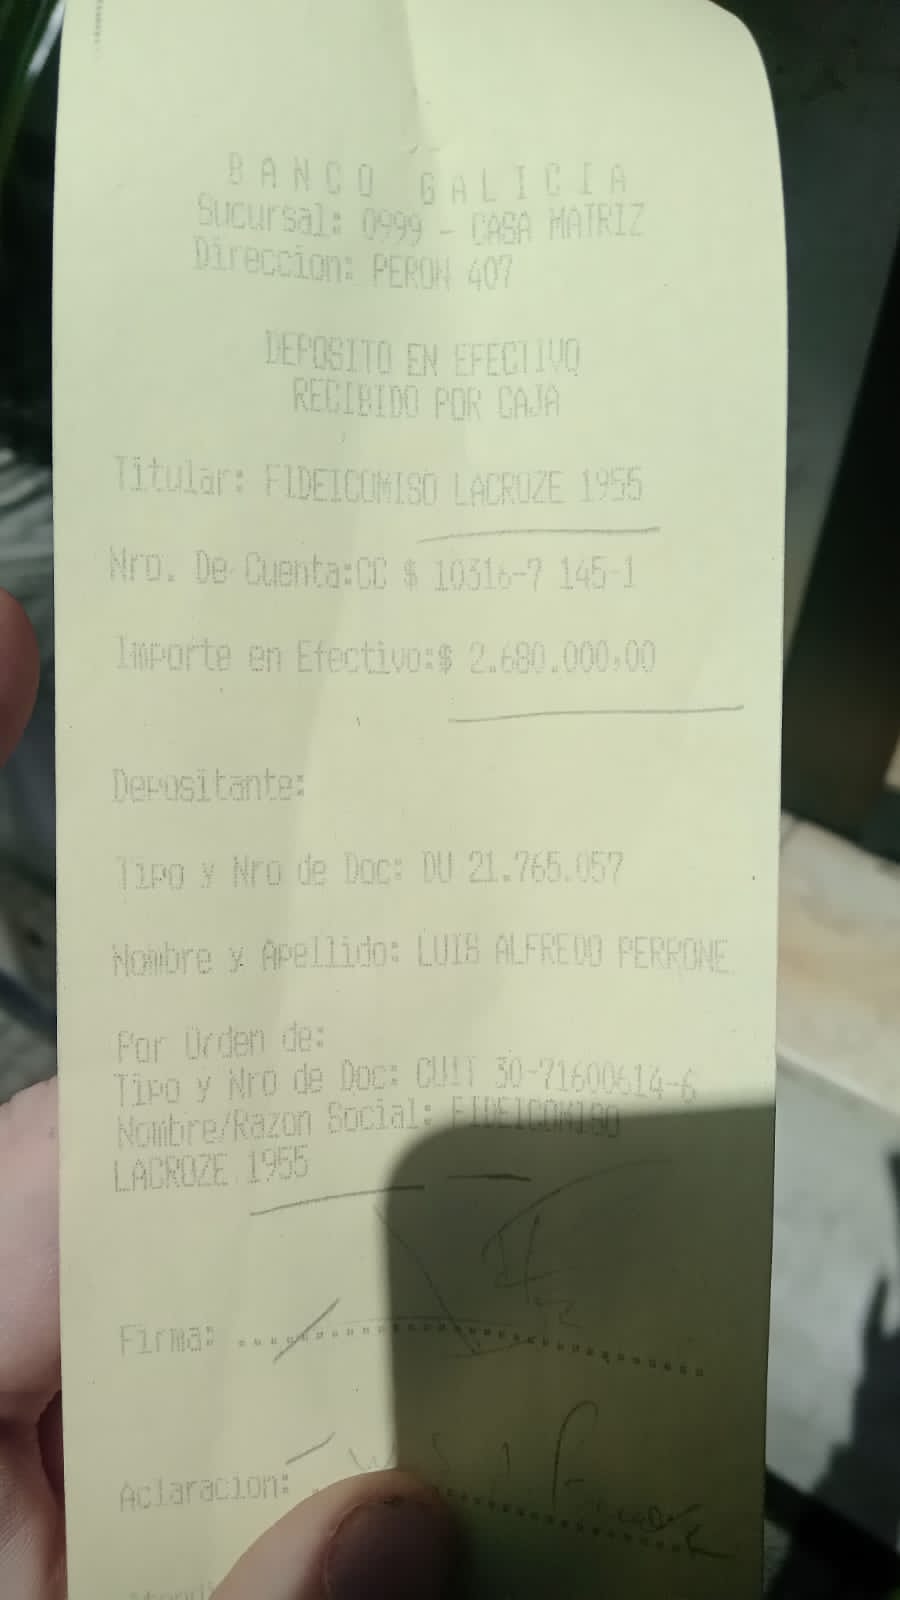 BANCO GALICIA
Sucursal: 0999 - CASA MATRIZ
Direccion: PERON 407
DEPOSITO EN EFECTIVO
RECIBIDO POR CAJA
Titular: FIDEICOMISO LACROZE 1955
Nro. De Cuenta:CC $ 10316-7 145-1
Importe en Efectivo:$ 2.680.000,00
Depositante:
Tipo y Nro de Doc: DU 21.765.057
Nombre y Apellido: LUIS ALFREDO PERRONE
Por Orden de:
Tipo y Nro de Doc: CUIT 30-71600614-6
Nombre/Razon Social: FIDEICOMISO
LACROZE 1955
Firma:
Aclaracion: